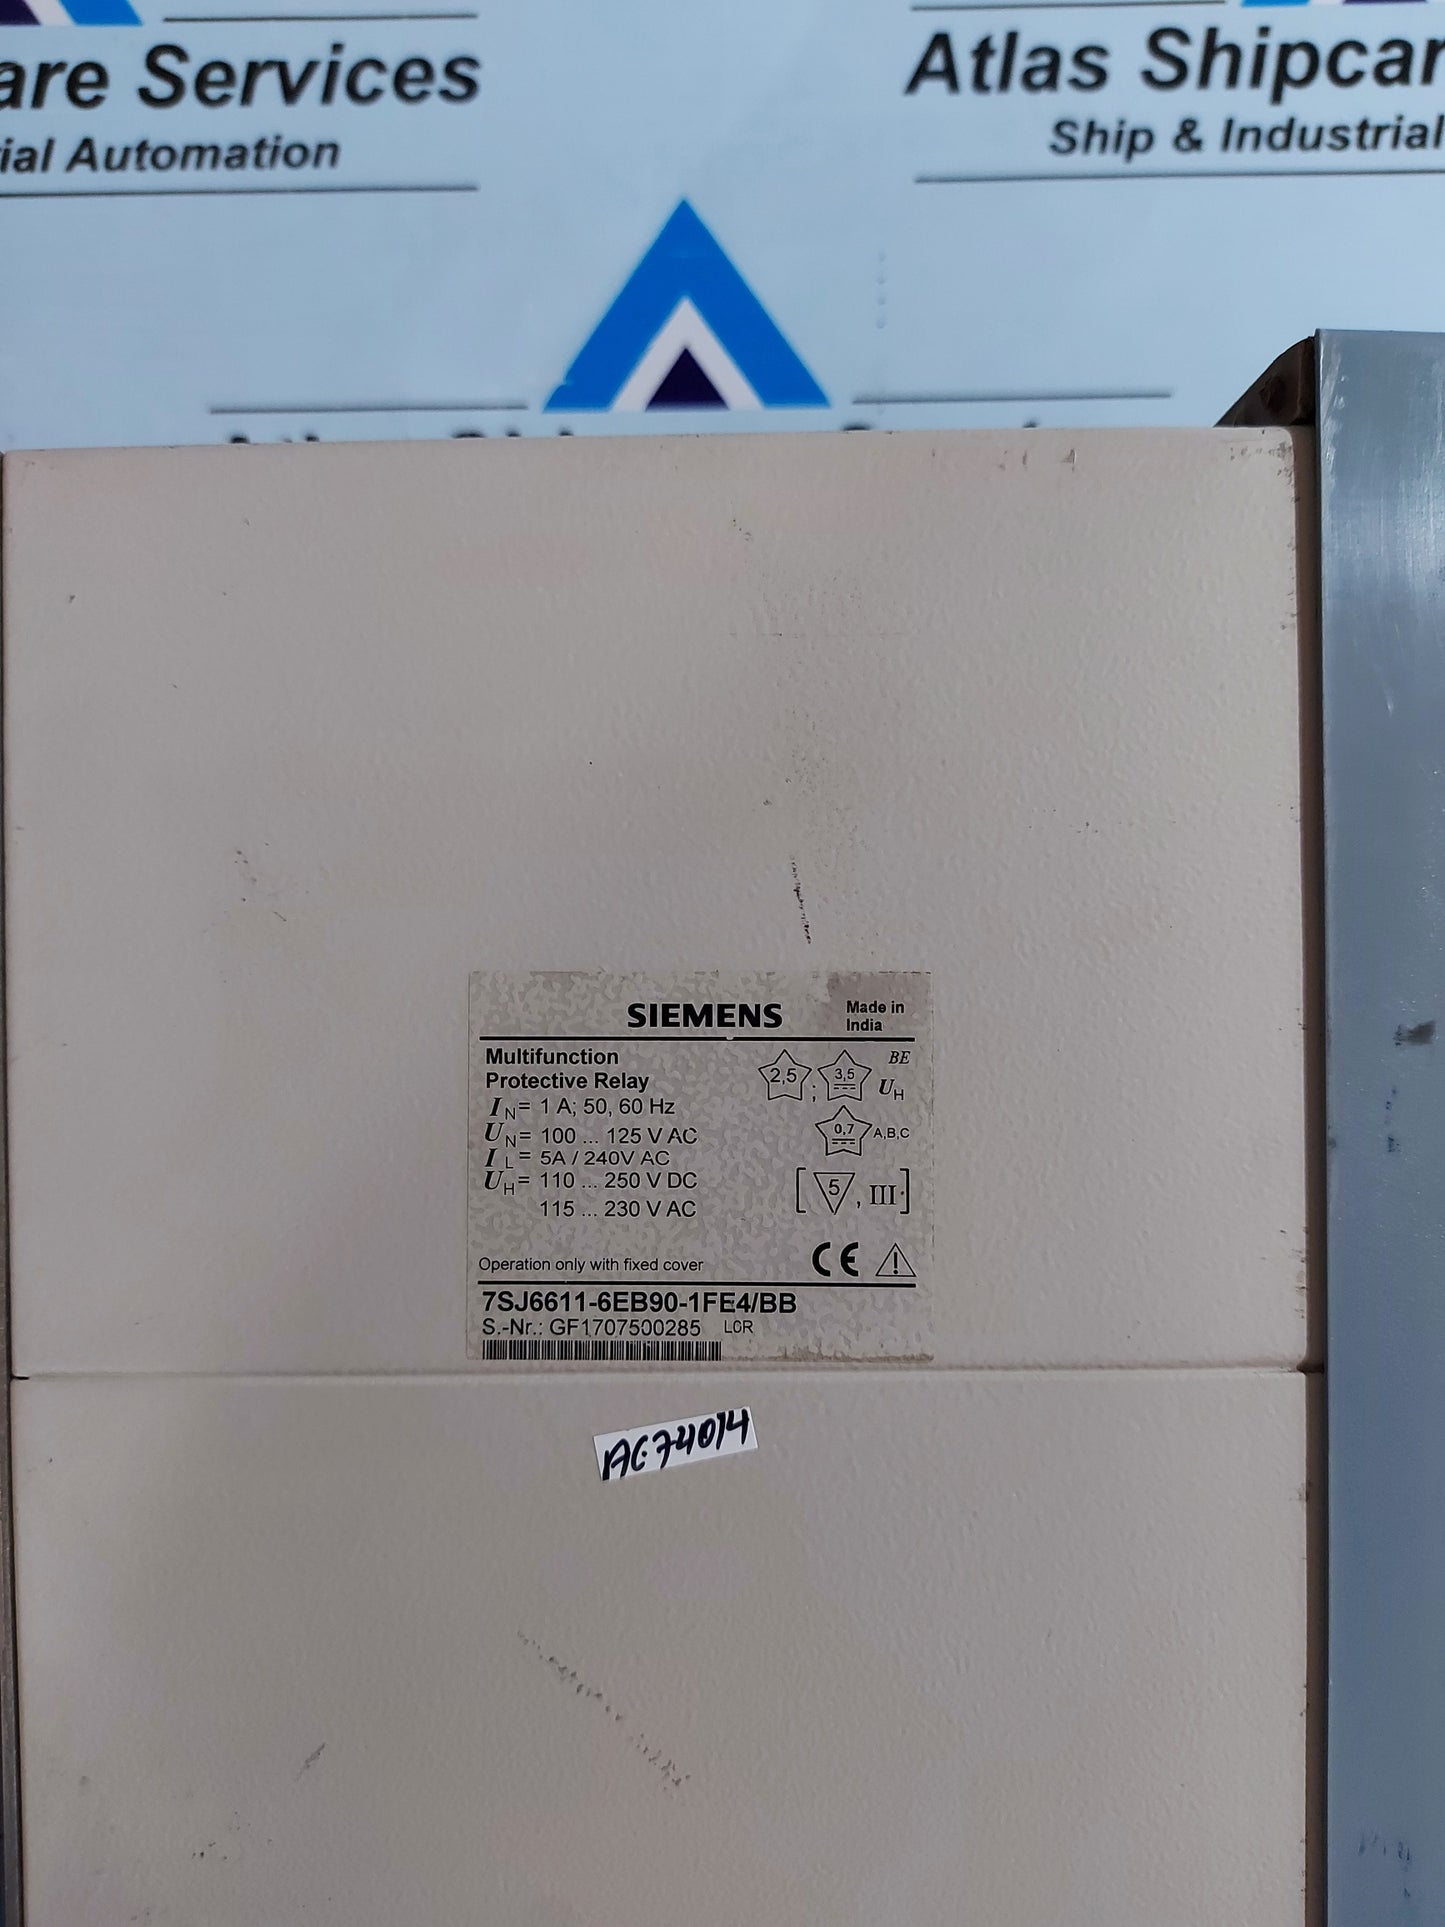 are Services
ial Automation
Atlas Shipcar
Ship & Industrial
SIEMENS
Made in
India
Multifunction
Protective Relay
2,5 ; 3,5 BE
UH
IN= 1 A; 50, 60 Hz
UN= 100 ... 125 V AC
0,7 A,B,C
IL= 5A / 240V AC
UH= 110 ... 250 V DC
115 ... 230 V AC
[5, III]
Operation only with fixed cover
CE
7SJ6611-6EB90-1FE4/BB
S.-Nr.: GF1707500285 LCR
AE74014